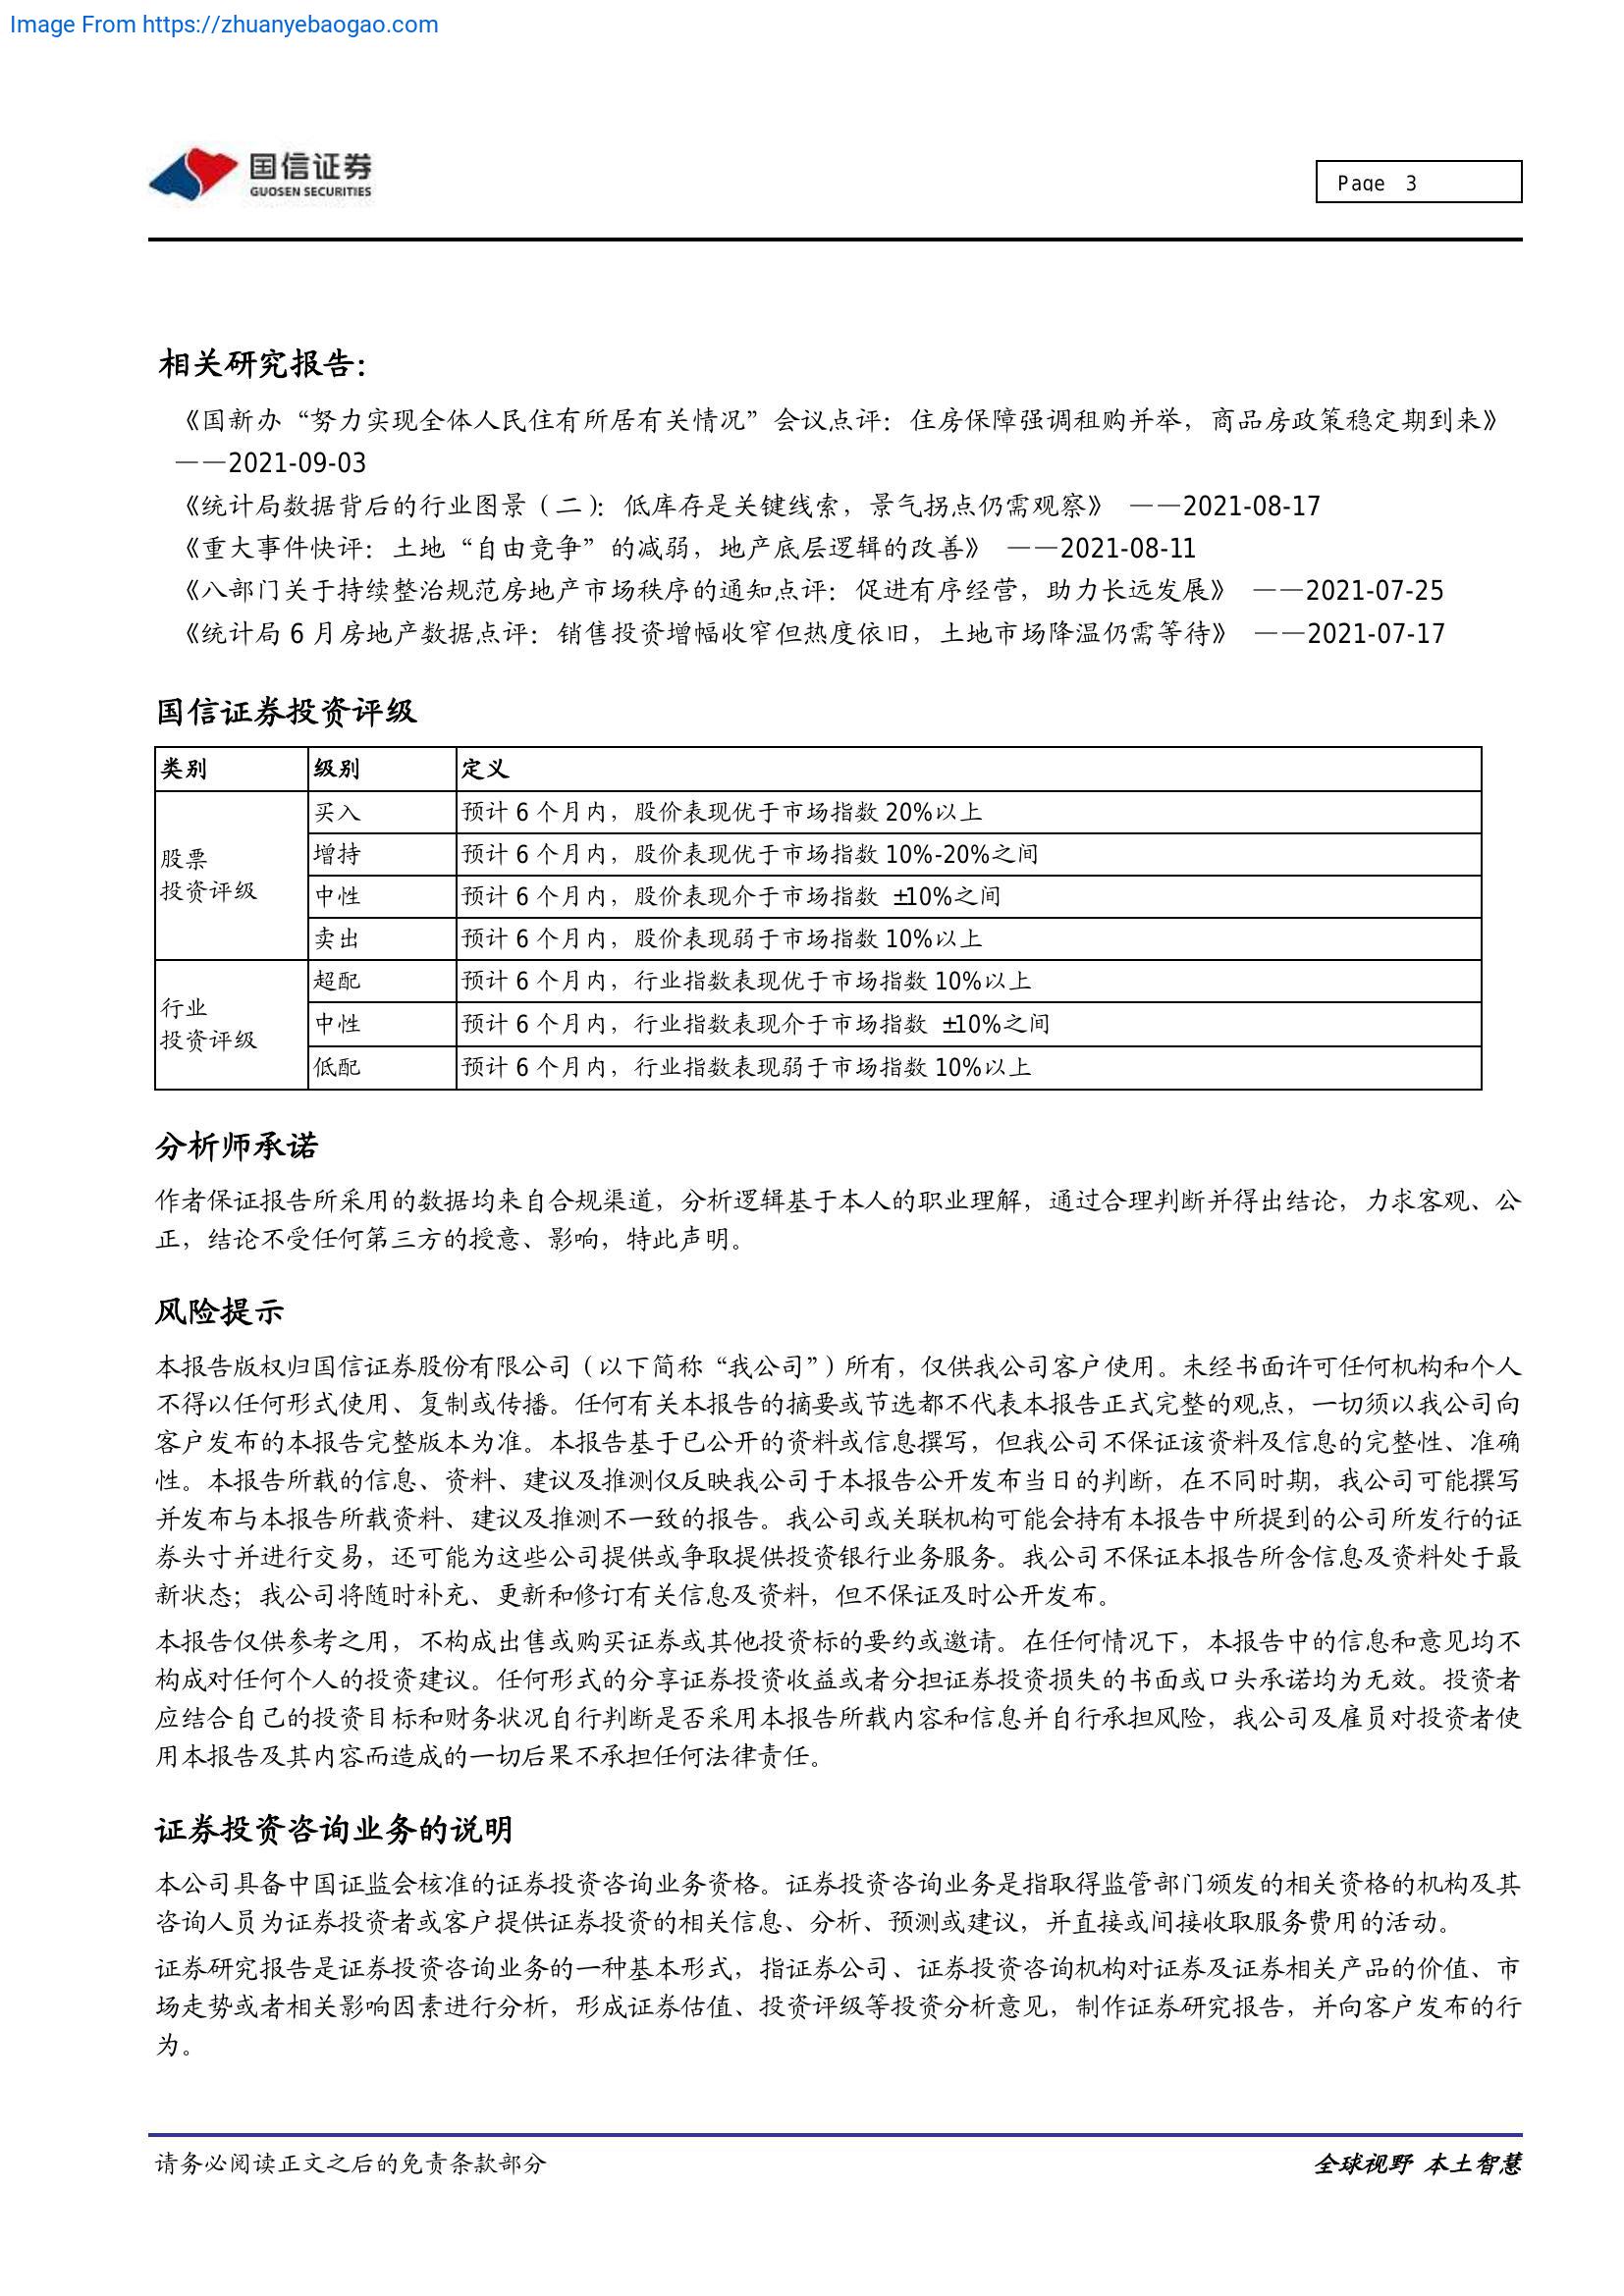 Image From https://zhuanyebaogao.com
国信证券
GUOSEN SECURITIES
Page 3
相关研究报告：
《国新办“努力实现全体人民住有所居有关情况”会议点评：住房保障强调租购并举，商品房政策稳定期到来》
——2021-09-03
《统计局数据背后的行业图景（二）：低库存是关键线索，景气拐点仍需观察》 ——2021-08-17
《重大事件快评：土地“自由竞争”的减弱，地产底层逻辑的改善》 ——2021-08-11
《八部门关于持续整治规范房地产市场秩序的通知点评：促进有序经营，助力长远发展》 ——2021-07-25
《统计局 6 月房地产数据点评：销售投资增幅收窄但热度依旧，土地市场降温仍需等待》 ——2021-07-17
国信证券投资评级
类别 级别 定义
股票
投资评级
买入 预计 6 个月内，股价表现优于市场指数 20%以上
增持 预计 6 个月内，股价表现优于市场指数 10%-20%之间
中性 预计 6 个月内，股价表现介于市场指数 ±10%之间
卖出 预计 6 个月内，股价表现弱于市场指数 10%以上
行业
投资评级
超配 预计 6 个月内，行业指数表现优于市场指数 10%以上
中性 预计 6 个月内，行业指数表现介于市场指数 ±10%之间
低配 预计 6 个月内，行业指数表现弱于市场指数 10%以上
分析师承诺
作者保证报告所采用的数据均来自合规渠道，分析逻辑基于本人的职业理解，通过合理判断并得出结论，力求客观、公
正，结论不受任何第三方的授意、影响，特此声明。
风险提示
本报告版权归国信证券股份有限公司（以下简称“我公司”）所有，仅供我公司客户使用。未经书面许可任何机构和个人
不得以任何形式使用、复制或传播。任何有关本报告的摘要或节选都不代表本报告正式完整的观点，一切须以我公司向
客户发布的本报告完整版本为准。本报告基于已公开的资料或信息撰写，但我公司不保证该资料及信息的完整性、准确
性。本报告所载的信息、资料、建议及推测仅反映我公司于本报告公开发布当日的判断，在不同时期，我公司可能撰写
并发布与本报告所载资料、建议及推测不一致的报告。我公司或关联机构可能会持有本报告中所提到的公司所发行的证
券头寸并进行交易，还可能为这些公司提供或争取提供投资银行业务服务。我公司不保证本报告所含信息及资料处于最
新状态；我公司将随时补充、更新和修订有关信息及资料，但不保证及时公开发布。
本报告仅供参考之用，不构成出售或购买证券或其他投资标的要约或邀请。在任何情况下，本报告中的信息和意见均不
构成对任何个人的投资建议。任何形式的分享证券投资收益或者分担证券投资损失的书面或口头承诺均为无效。投资者
应结合自己的投资目标和财务状况自行判断是否采用本报告所载内容和信息并自行承担风险，我公司及雇员对投资者使
用本报告及其内容而造成的一切后果不承担任何法律责任。
证券投资咨询业务的说明
本公司具备中国证监会核准的证券投资咨询业务资格。证券投资咨询业务是指取得监管部门颁发的相关资格的机构及其
咨询人员为证券投资者或客户提供证券投资的相关信息、分析、预测或建议，并直接或间接收取服务费用的活动。
证券研究报告是证券投资咨询业务的一种基本形式，指证券公司、证券投资咨询机构对证券及证券相关产品的价值、市
场走势或者相关影响因素进行分析，形成证券估值、投资评级等投资分析意见，制作证券研究报告，并向客户发布的行
为。
请务必阅读正文之后的免责条款部分
全球视野 本土智慧